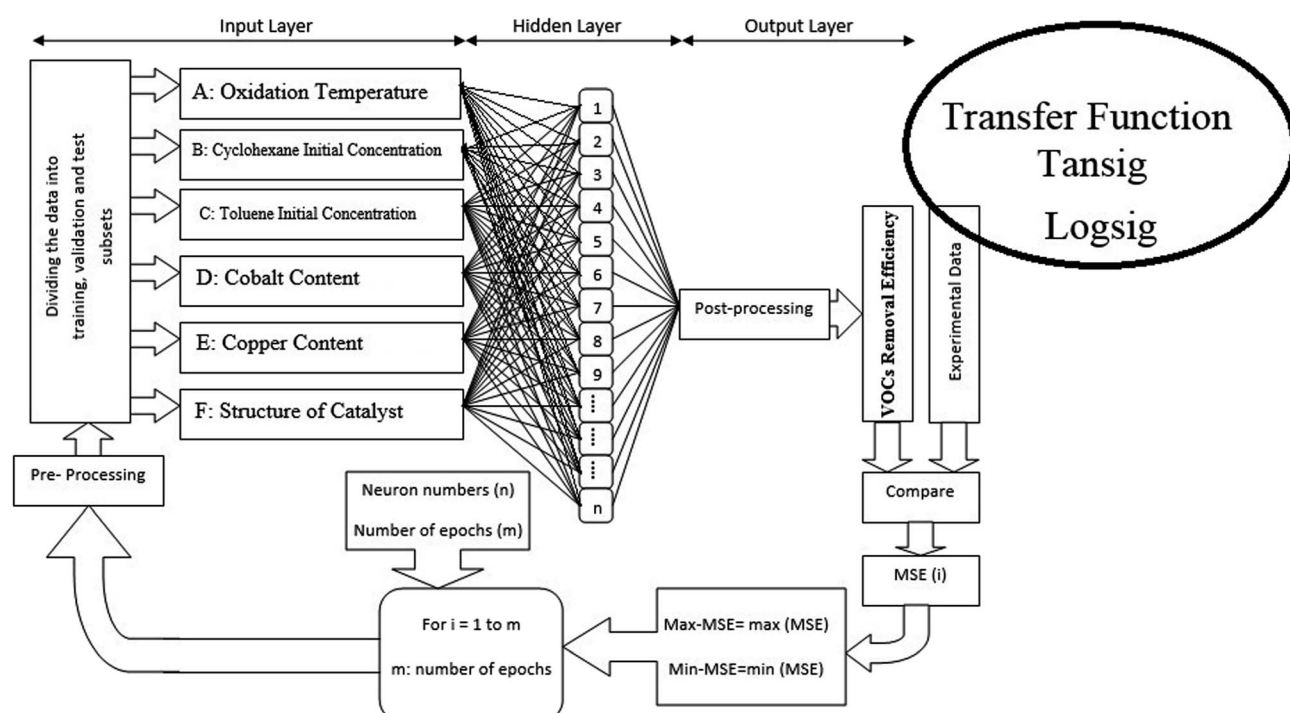 Input Layer
Hidden Layer
Output Layer
Dividing the data into
training, validation and test
subsets
A: Oxidation Temperature
B: Cyclohexane Initial Concentration
C: Toluene Initial Concentration
D: Cobalt Content
E: Copper Content
F: Structure of Catalyst
1
2
3
4
5
6
7
8
9
n
Post-processing
VOCs Removal Efficiency
Experimental Data
Transfer Function
Tansig
Logsig
Pre- Processing
Neuron numbers (n)
Number of epochs (m)
Compare
MSE (i)
For i = 1 to m
m: number of epochs
Max-MSE= max (MSE)
Min-MSE=min (MSE)